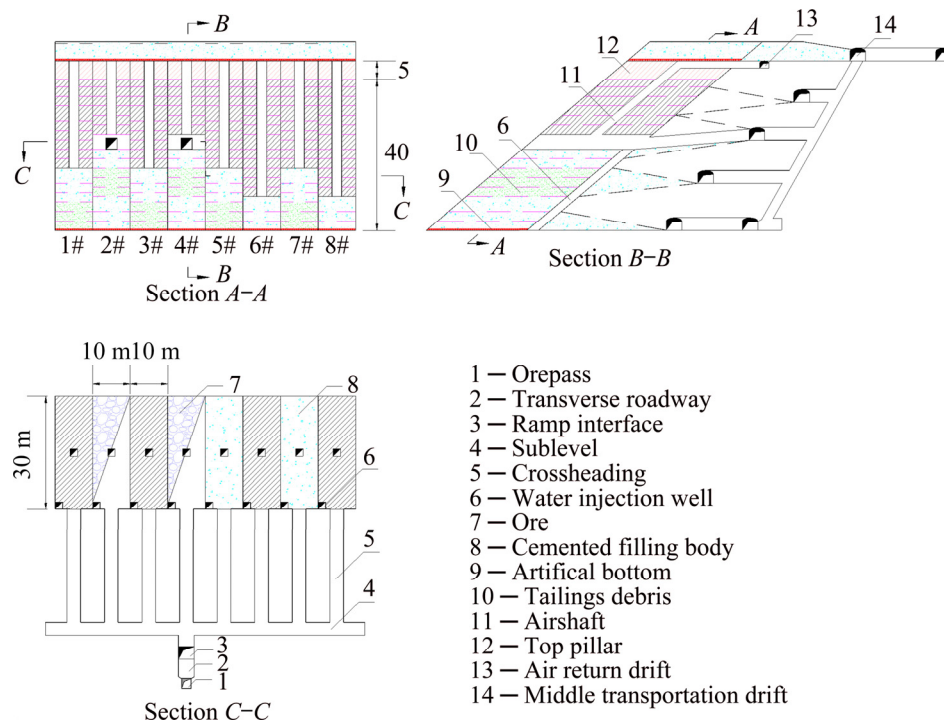 B
5
40
C
C
1# 2# 3# 4# 5# 6# 7# 8#
B
Section A−A
A
13
14
12
11
6
10
9
A
Section B−B
10 m 10 m
7
8
30 m
6
5
4
3
2
1
Section C−C
1 — Orepass
2 — Transverse roadway
3 — Ramp interface
4 — Sublevel
5 — Crossheading
6 — Water injection well
7 — Ore
8 — Cemented filling body
9 — Artifical bottom
10 — Tailings debris
11 — Airshaft
12 — Top pillar
13 — Air return drift
14 — Middle transportation drift